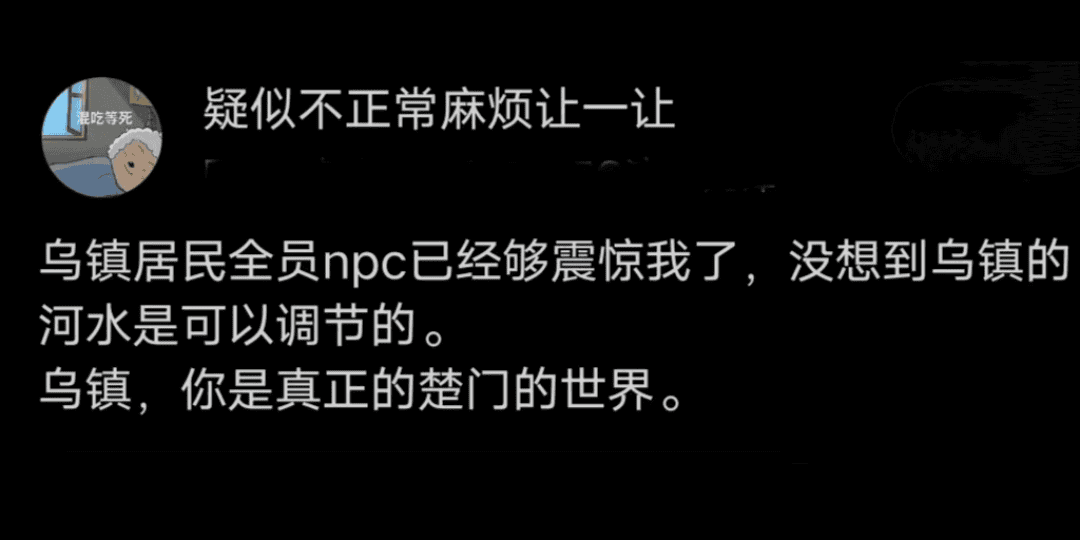 混吃等死
疑似不正常麻烦让一让
乌镇居民全员npc已经够震惊我了，没想到乌镇的
河水是可以调节的。
乌镇，你是真正的楚门的世界。